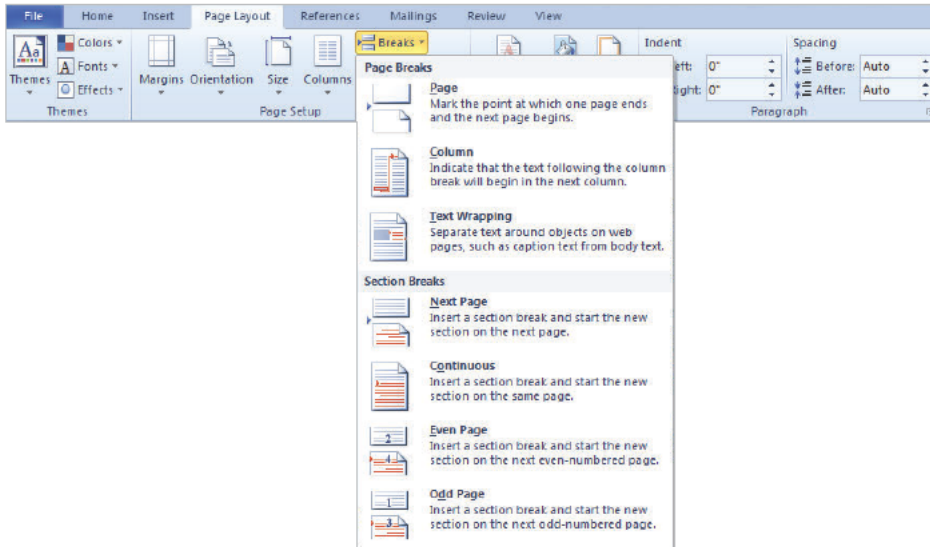 File Home Insert Page Layout References Mailings Review View
Colors Breaks Indent Spacing
Aa A Fonts A Before: Auto
Themes Effects Margins Orientation Size Columns 0" After: Auto
0"
Themes Page Setup Paragraph
Page Breaks
Page
Mark the point at which one page ends
and the next page begins.
Column
Indicate that the text following the column
break will begin in the next column.
Text Wrapping
Separate text around objects on web
pages, such as caption text from body text.
Section Breaks
Next Page
Insert a section break and start the new
section on the next page.
Continuous
Insert a section break and start the new
section on the same page.
2
Even Page
Insert a section break and start the new
section on the next even-numbered page.
4
1
Odd Page
Insert a section break and start the new
section on the next odd-numbered page.
3